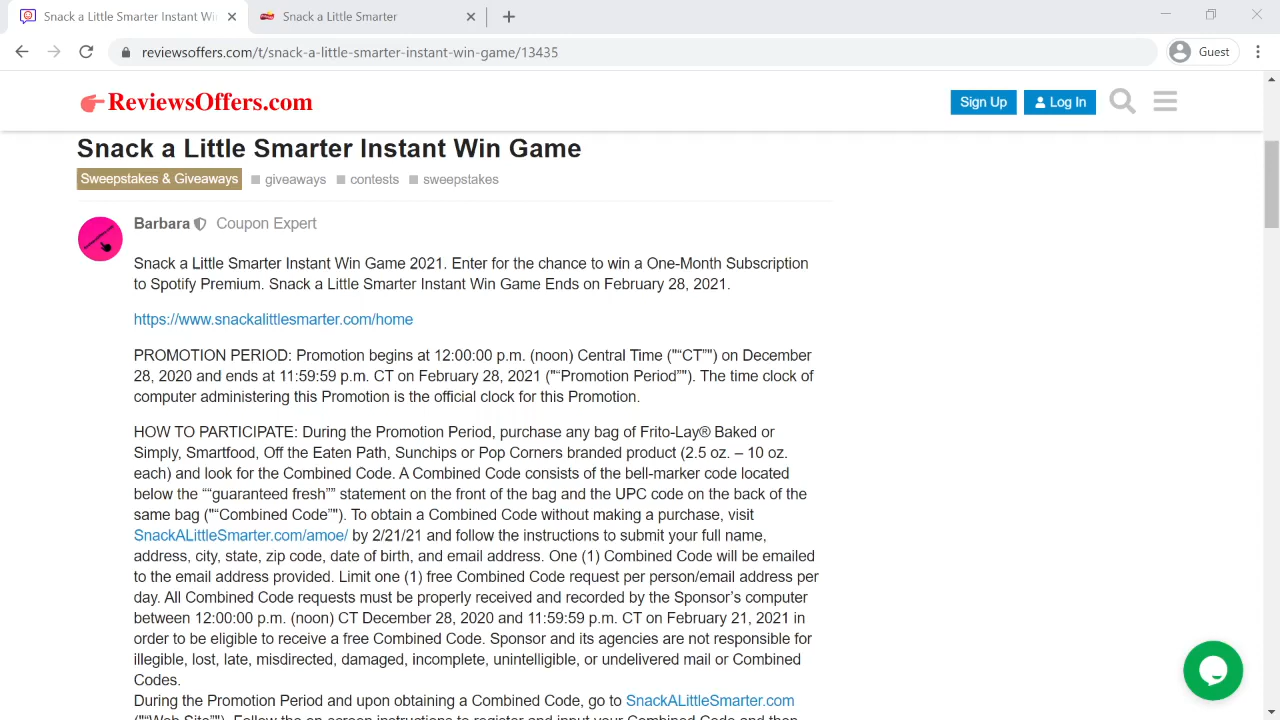 Snack a Little Smarter Instant Wi
Snack a Little Smarter
reviewsoffers.com/t/snack-a-little-smarter-instant-win-game/13435
Guest
ReviewsOffers.com
Sign Up
Log In
Snack a Little Smarter Instant Win Game
Sweepstakes & Giveaways giveaways contests sweepstakes
Barbara Coupon Expert
Snack a Little Smarter Instant Win Game 2021. Enter for the chance to win a One-Month Subscription
to Spotify Premium. Snack a Little Smarter Instant Win Game Ends on February 28, 2021.
https://www.snackalittlesmarter.com/home
PROMOTION PERIOD: Promotion begins at 12:00:00 p.m. (noon) Central Time ("“CT”") on December
28, 2020 and ends at 11:59:59 p.m. CT on February 28, 2021 ("“Promotion Period”"). The time clock of
computer administering this Promotion is the official clock for this Promotion.
HOW TO PARTICIPATE: During the Promotion Period, purchase any bag of Frito-Lay® Baked or
Simply, Smartfood, Off the Eaten Path, Sunchips or Pop Corners branded product (2.5 oz. – 10 oz.
each) and look for the Combined Code. A Combined Code consists of the bell-marker code located
below the ““guaranteed fresh”” statement on the front of the bag and the UPC code on the back of the
same bag ("“Combined Code”"). To obtain a Combined Code without making a purchase, visit
SnackALittleSmarter.com/amoe/ by 2/21/21 and follow the instructions to submit your full name,
address, city, state, zip code, date of birth, and email address. One (1) Combined Code will be emailed
to the email address provided. Limit one (1) free Combined Code request per person/email address per
day. All Combined Code requests must be properly received and recorded by the Sponsor’s computer
between 12:00:00 p.m. (noon) CT December 28, 2020 and 11:59:59 p.m. CT on February 21, 2021 in
order to be eligible to receive a free Combined Code. Sponsor and its agencies are not responsible for
illegible, lost, late, misdirected, damaged, incomplete, unintelligible, or undelivered mail or Combined
Codes.
During the Promotion Period and upon obtaining a Combined Code, go to SnackALittleSmarter.com
("“Web Site”"). Follow the on-screen instructions to register and input your Combined Code and then